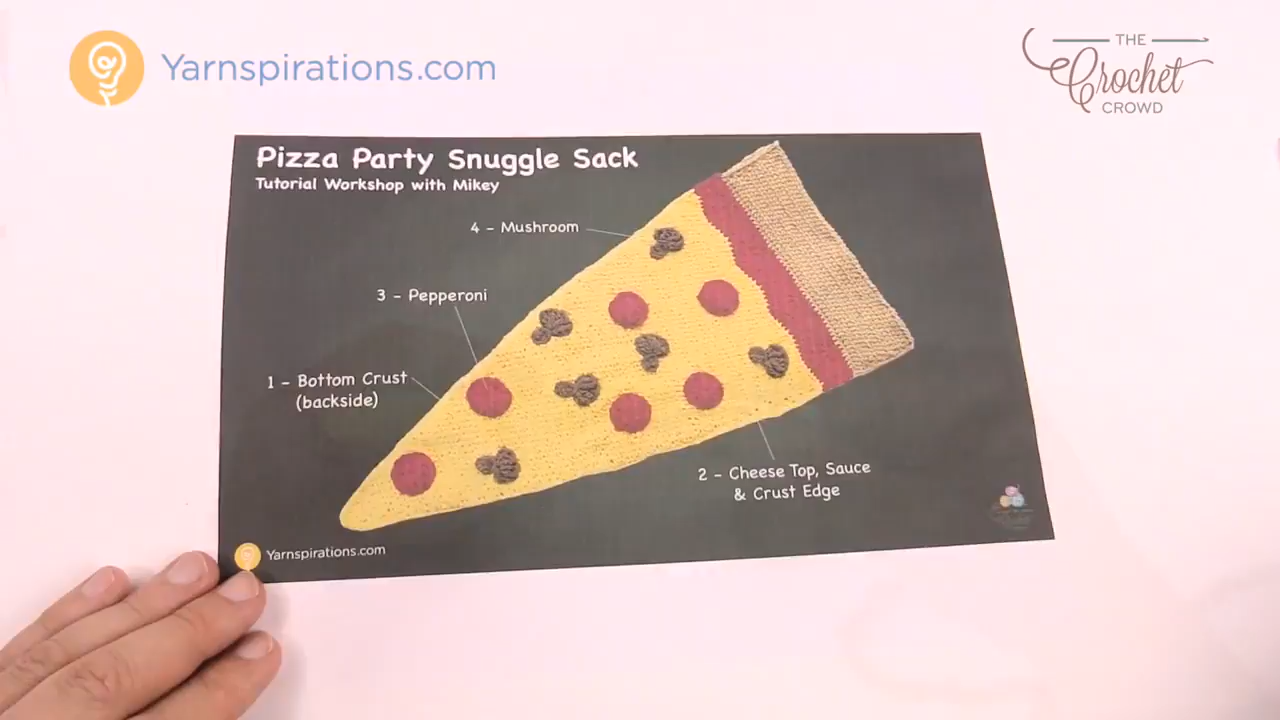 Yarnspirations.com
THE
Crochet
CROWD
Pizza Party Snuggle Sack
Tutorial Workshop with Mikey
4 - Mushroom
3 - Pepperoni
1 - Bottom Crust
(backside)
2 - Cheese Top, Sauce
& Crust Edge
Yarnspirations.com